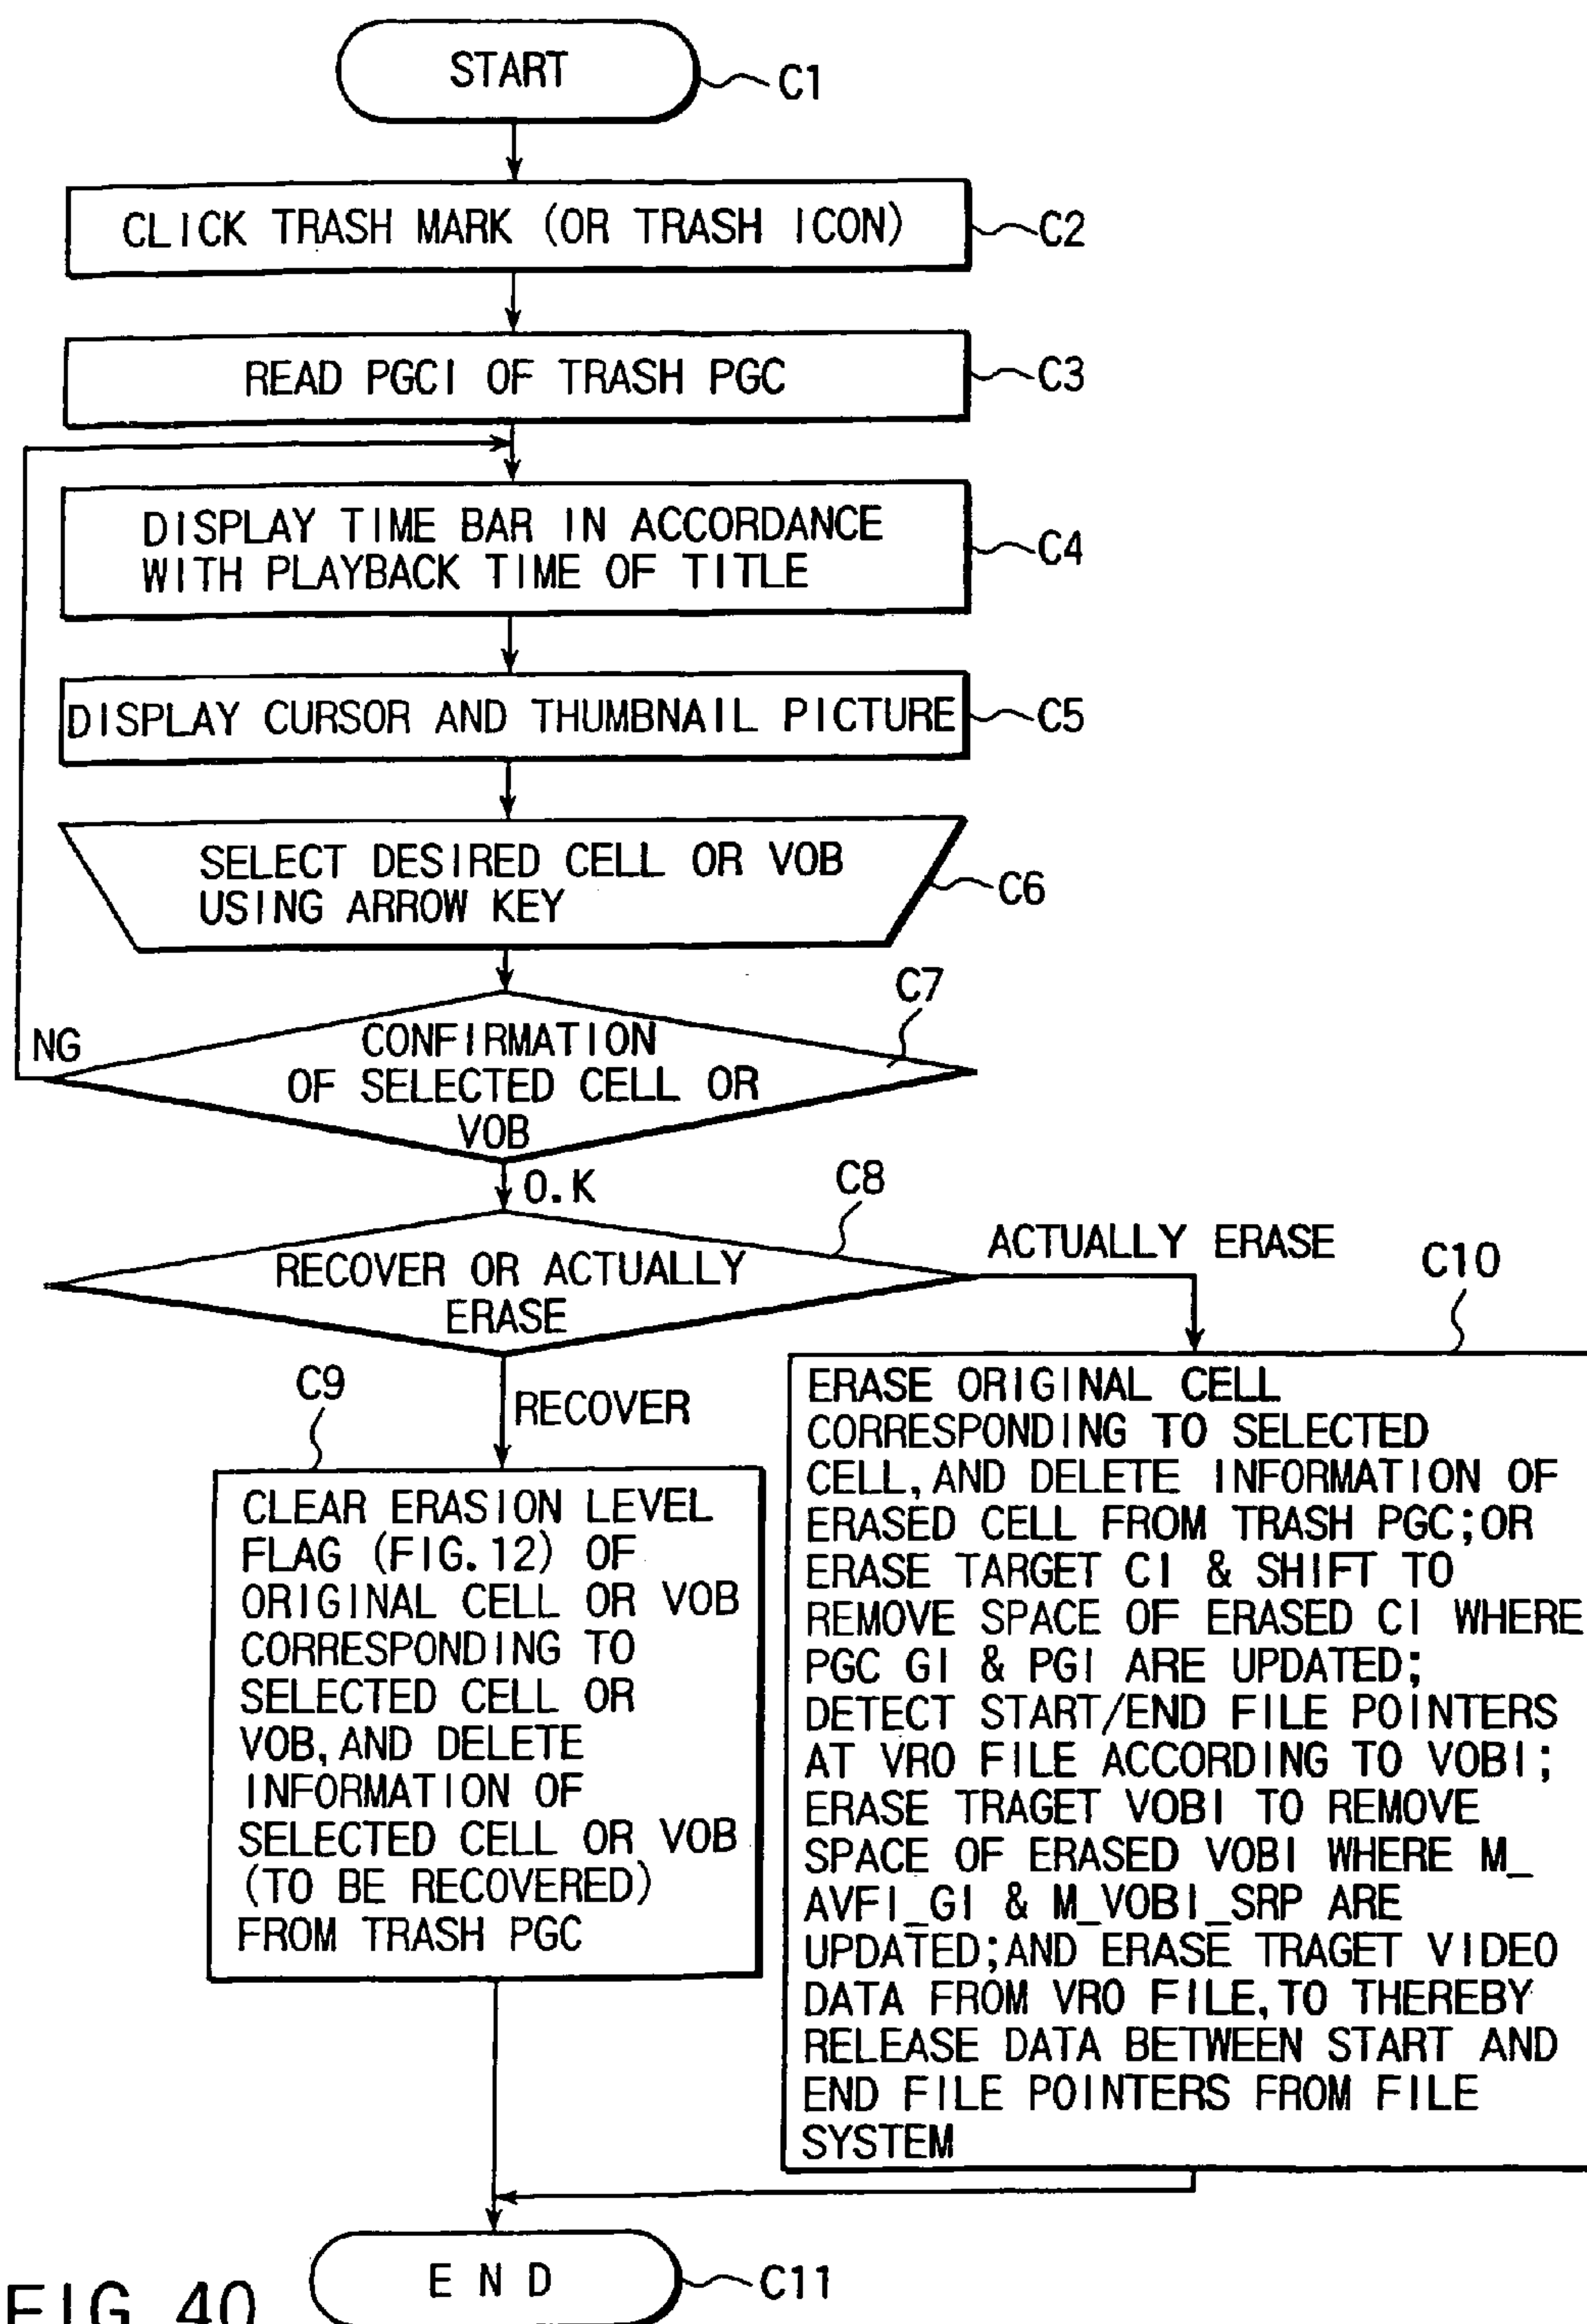 START
C1
CLICK TRASH MARK (OR TRASH ICON)
C2
READ PGCI OF TRASH PGC
C3
DISPLAY TIME BAR IN ACCORDANCE
WITH PLAYBACK TIME OF TITLE
C4
DISPLAY CURSOR AND THUMBNAIL PICTURE
C5
SELECT DESIRED CELL OR VOB
USING ARROW KEY
C6
C7
NG
CONFIRMATION
OF SELECTED CELL OR
VOB
O.K
C8
RECOVER OR ACTUALLY
ERASE
ACTUALLY ERASE
C10
C9
RECOVER
CLEAR ERASION LEVEL
FLAG (FIG.12) OF
ORIGINAL CELL OR VOB
CORRESPONDING TO
SELECTED CELL OR
VOB,AND DELETE
INFORMATION OF
SELECTED CELL OR VOB
(TO BE RECOVERED)
FROM TRASH PGC
ERASE ORIGINAL CELL
CORRESPONDING TO SELECTED
CELL,AND DELETE INFORMATION OF
ERASED CELL FROM TRASH PGC;OR
ERASE TARGET CI & SHIFT TO
REMOVE SPACE OF ERASED CI WHERE
PGC GI & PGI ARE UPDATED;
DETECT START/END FILE POINTERS
AT VRO FILE ACCORDING TO VOBI;
ERASE TRAGET VOBI TO REMOVE
SPACE OF ERASED VOBI WHERE M_
AVFI_GI & M_VOBI_SRP ARE
UPDATED;AND ERASE TRAGET VIDEO
DATA FROM VRO FILE,TO THEREBY
RELEASE DATA BETWEEN START AND
END FILE POINTERS FROM FILE
SYSTEM
END
C11
FIG.40